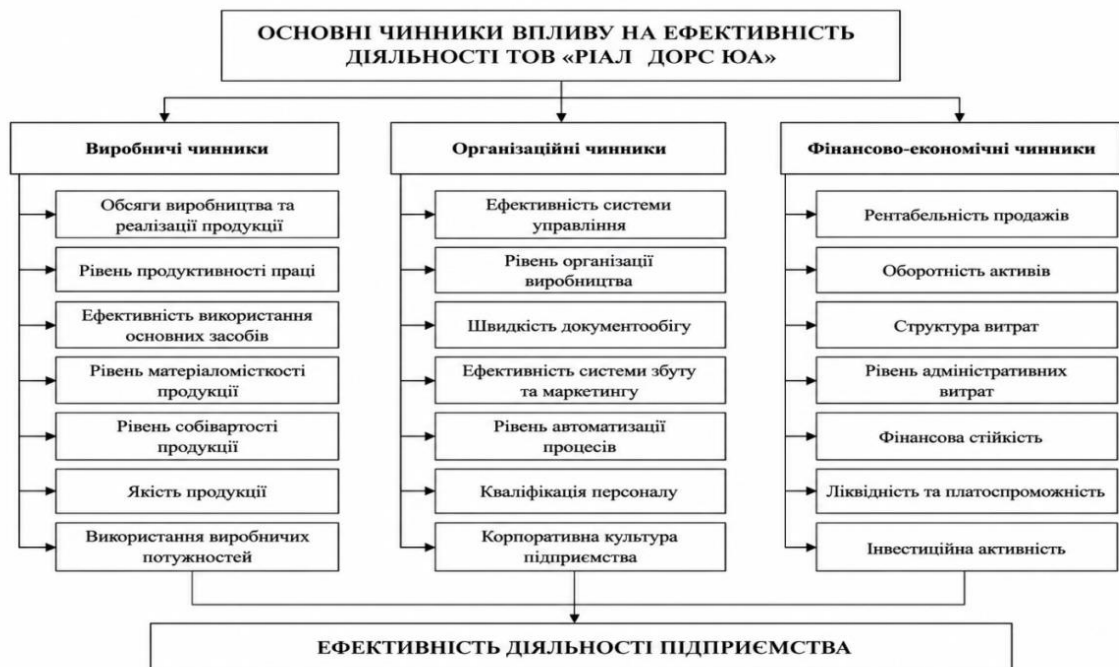 ОСНОВНІ ЧИННИКИ ВПЛИВУ НА ЕФЕКТИВНІСТЬ
ДІЯЛЬНОСТІ ТОВ «РІАЛ ДОРС ЮА»
Виробничі чинники
Обсяги виробництва та
реалізації продукції
Рівень продуктивності праці
Ефективність використання
основних засобів
Рівень матеріаломісткості
продукції
Рівень собівартості
продукції
Якість продукції
Використання виробничих
потужностей
Організаційні чинники
Ефективність системи
управління
Рівень організації
виробництва
Швидкість документообігу
Ефективність системи збуту
та маркетингу
Рівень автоматизації
процесів
Кваліфікація персоналу
Корпоративна культура
підприємства
Фінансово-економічні чинники
Рентабельність продажів
Оборотність активів
Структура витрат
Рівень адміністративних
витрат
Фінансова стійкість
Ліквідність та платоспроможність
Інвестиційна активність
ЕФЕКТИВНІСТЬ ДІЯЛЬНОСТІ ПІДПРИЄМСТВА